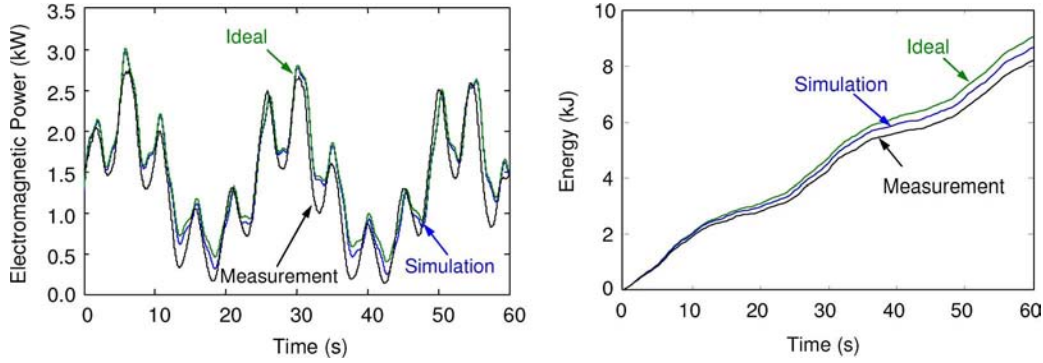 Electromagnetic Power (kW)
3.5
3.0
2.5
2.0
1.5
1.0
0.5
0.0
Ideal
Measurement
Simulation
0 10 20 30 40 50 60
Time (s)
Energy (kJ)
10
8
6
4
2
0
Ideal
Simulation
Measurement
0 10 20 30 40 50 60
Time (s)